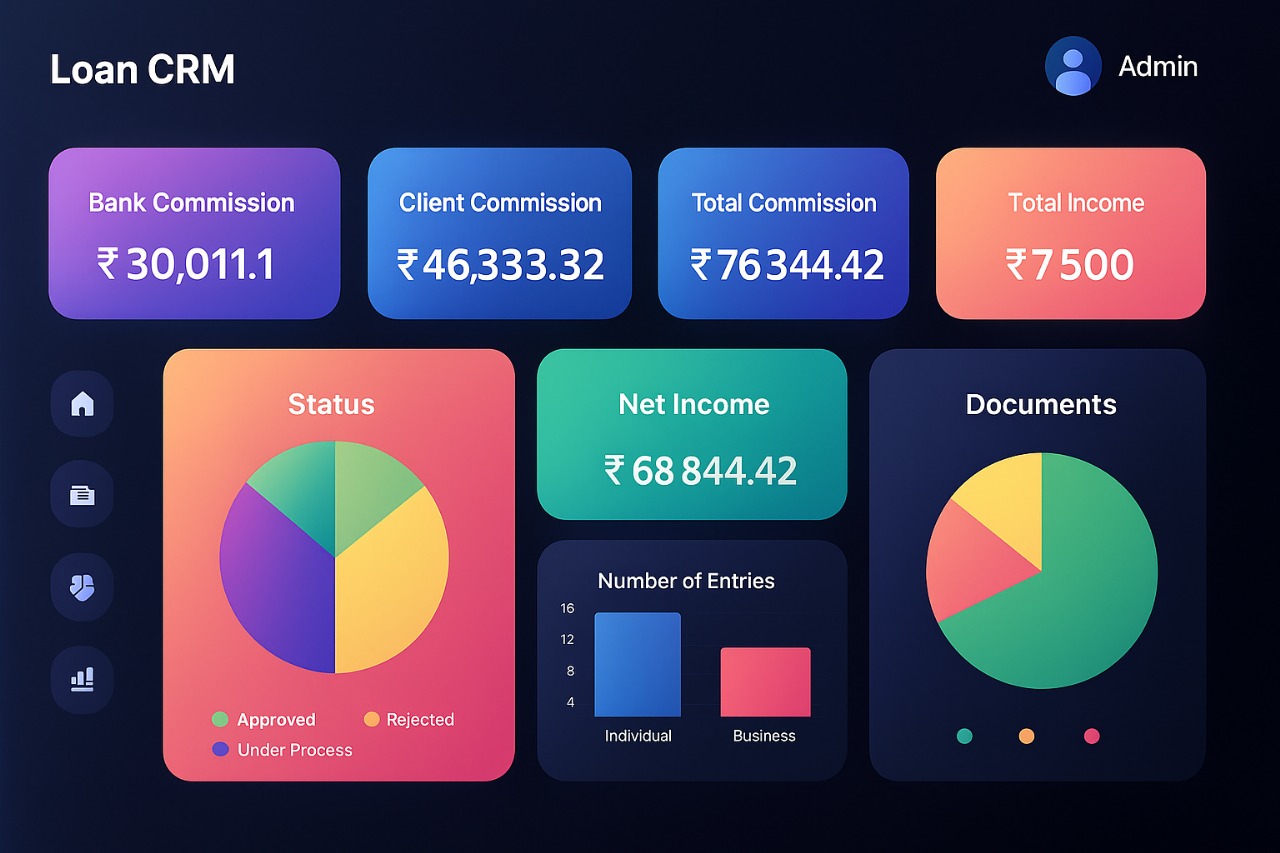 Loan CRM
Admin
Bank Commission
₹ 30,011.1
Client Commission
₹46,333.32
Total Commission
₹76 344.42
Total Income
₹7 500
Status
Approved
Rejected
Under Process
Net Income
₹ 68 844.42
Number of Entries
16
12
8
4
Individual
Business
Documents